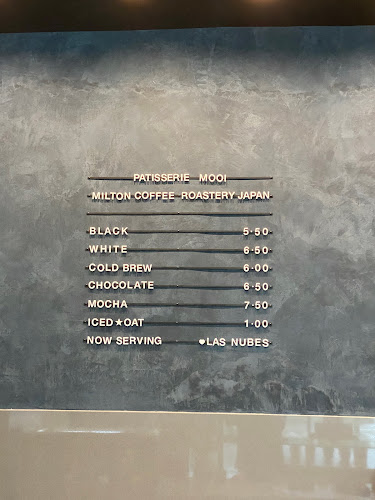 PATISSERIE MOOI
MILTON COFFEE ROASTERY JAPAN
BLACK 5·50
WHITE 6·50
COLD BREW 6·00
CHOCOLATE 6·50
MOCHA 7·50
ICED★OAT 1·00
NOW SERVING ♥LAS NUBES